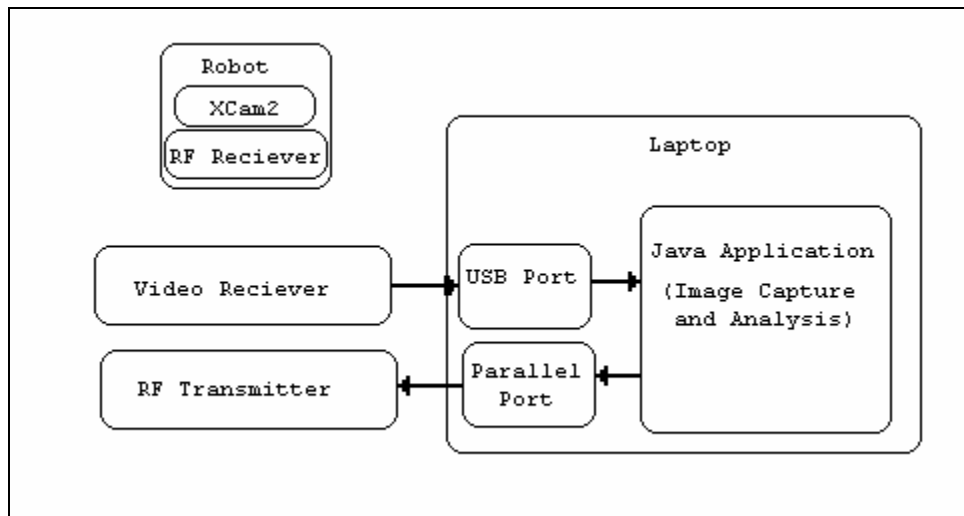 Robot
XCam2
RF Reciever
Laptop
Java Application
(Image Capture
and Analysis)
USB Port
Video Reciever
Parallel
Port
RF Transmitter